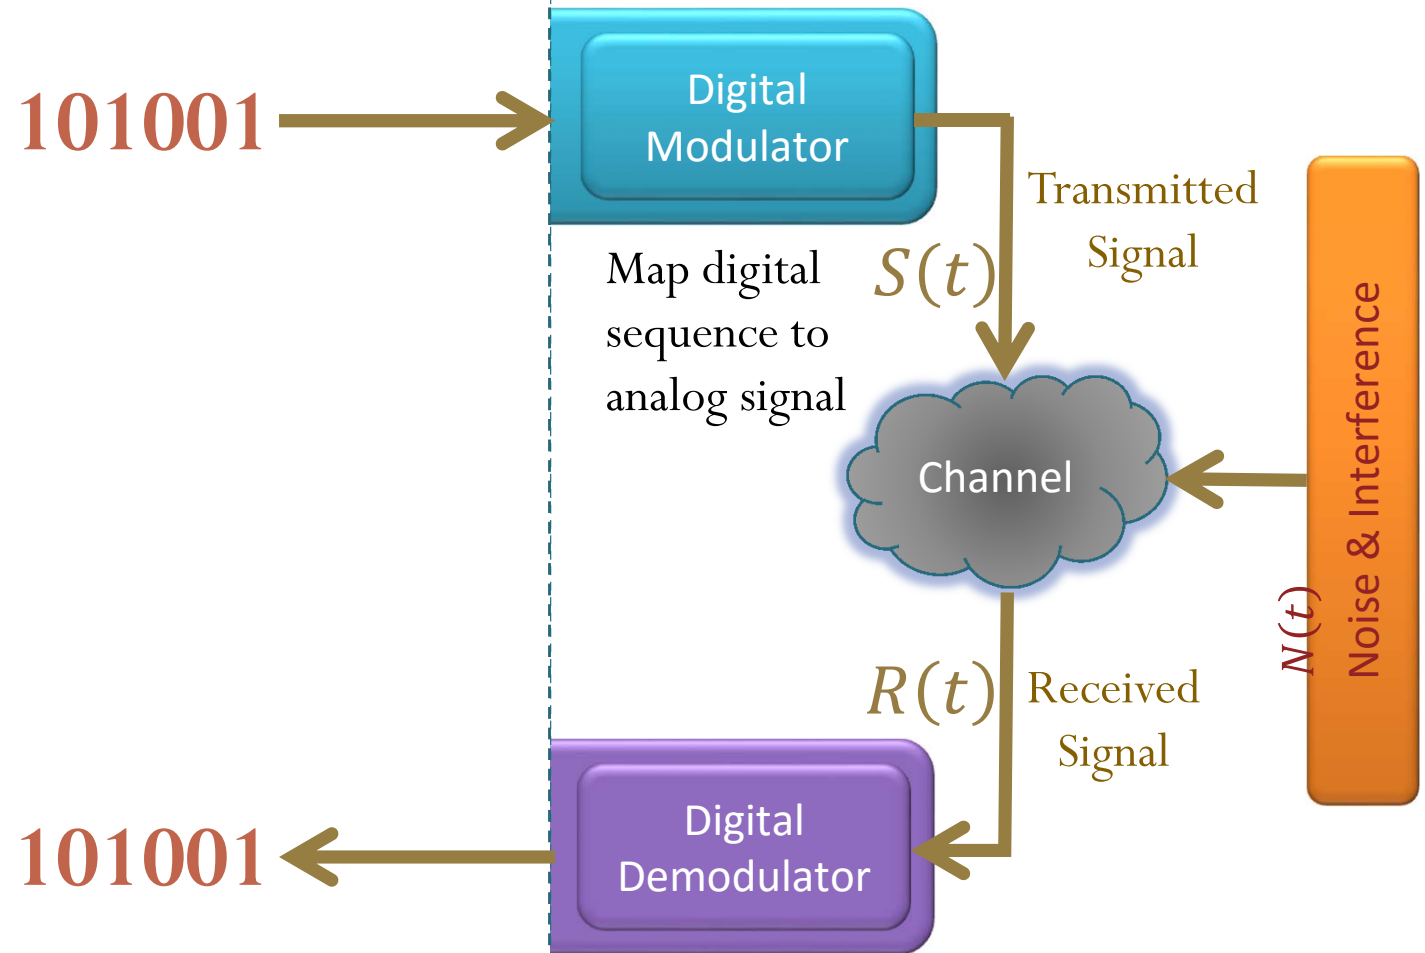 101001
Digital
Modulator
Transmitted
Signal
S(t)
Map digital
sequence to
analog signal
Channel
Noise & Interference
N(t)
R(t)
Received
Signal
Digital
Demodulator
101001